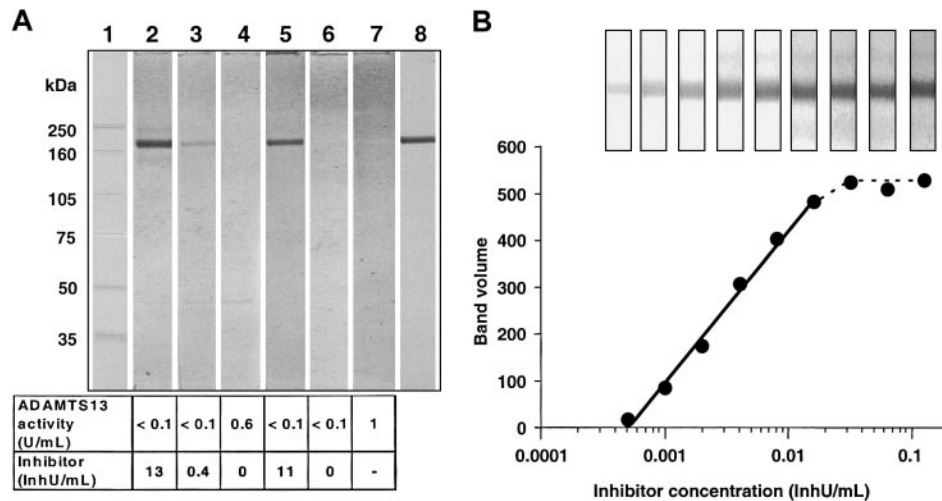 A
1 2 3 4 5 6 7 8
kDa
250
160
105
75
50
35
ADAMTS13 activity (U/mL) < 0.1 < 0.1 0.6 < 0.1 < 0.1 1
Inhibitor (InhU/mL) 13 0.4 0 11 0 -
B
600
500
400
300
200
100
0
Band volume
0.0001 0.001 0.01 0.1
Inhibitor concentration (InhU/mL)